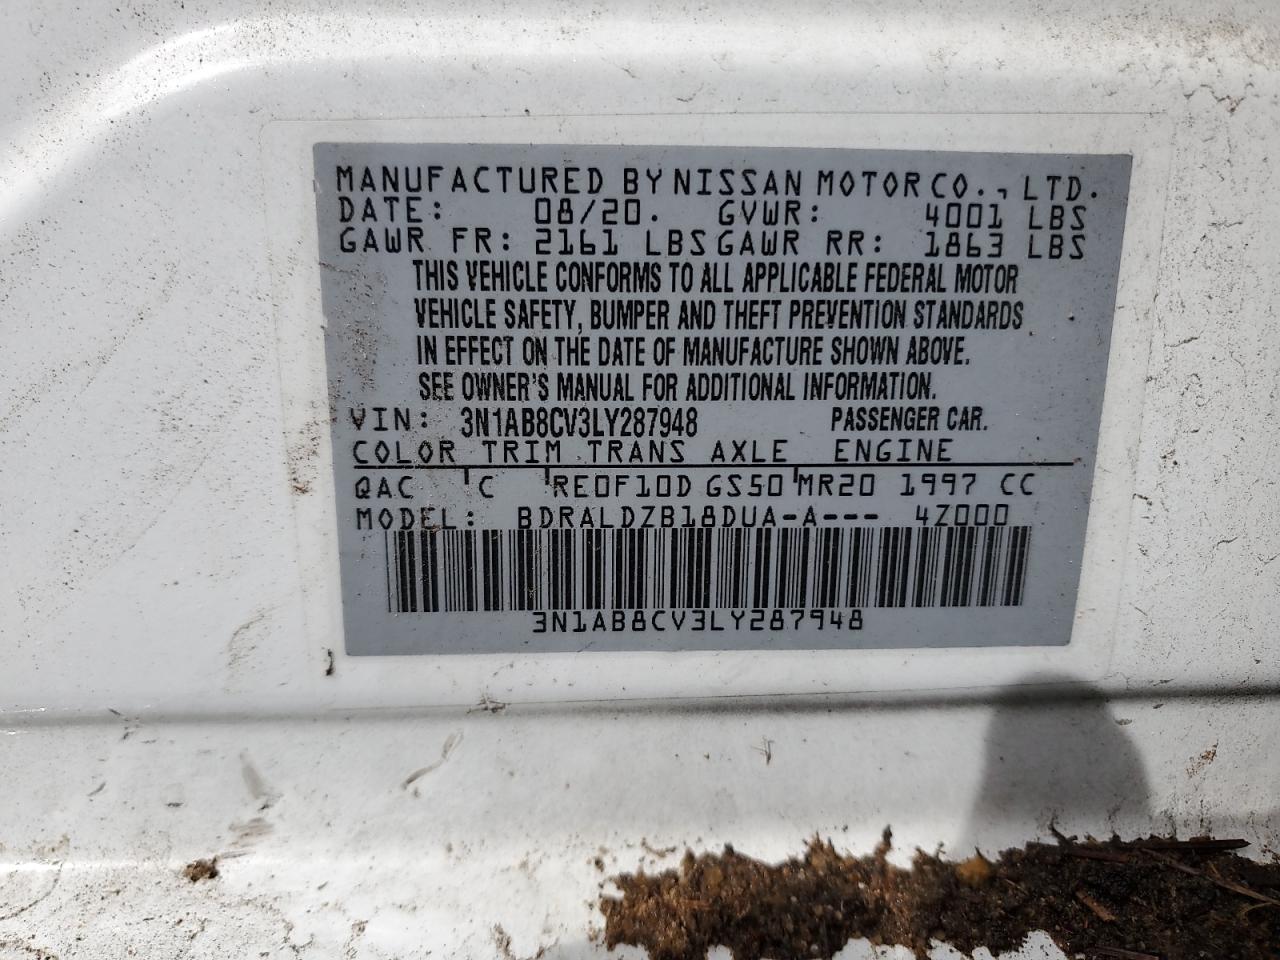 MANUFACTURED BY NISSAN MOTOR CO., LTD.
DATE: 08/20. GVWR: 4001 LBS
GAWR FR: 2161 LBS GAWR RR: 1863 LBS
THIS VEHICLE CONFORMS TO ALL APPLICABLE FEDERAL MOTOR
VEHICLE SAFETY, BUMPER AND THEFT PREVENTION STANDARDS
IN EFFECT ON THE DATE OF MANUFACTURE SHOWN ABOVE.
SEE OWNER'S MANUAL FOR ADDITIONAL INFORMATION.
VIN: 3N1AB8CV3LY287948 PASSENGER CAR.
COLOR TRIM TRANS AXLE ENGINE
QAC C RE0F10D GS50 MR20 1997 CC
MODEL: BDRALDZB18DUA-A--- 4Z000
3N1AB8CV3LY287948